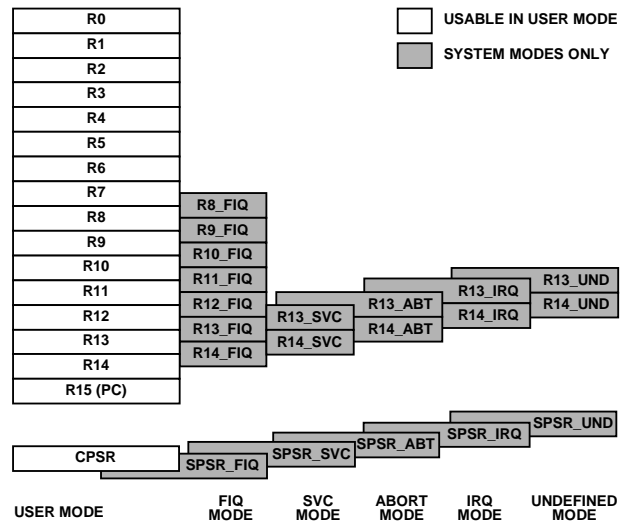 R0
R1
R2
R3
R4
R5
R6
R7
R8
R9
R10
R11
R12
R13
R14
R15 (PC)
R8_FIQ
R9_FIQ
R10_FIQ
R11_FIQ
R12_FIQ
R13_FIQ
R14_FIQ
R13_SVC
R14_SVC
R13_ABT
R14_ABT
R13_IRQ
R14_IRQ
R13_UND
R14_UND
USABLE IN USER MODE
SYSTEM MODES ONLY
CPSR
SPSR_FIQ
SPSR_SVC
SPSR_ABT
SPSR_IRQ
SPSR_UND
USER MODE
FIQ
MODE
SVC
MODE
ABORT
MODE
IRQ
MODE
UNDEFINED
MODE